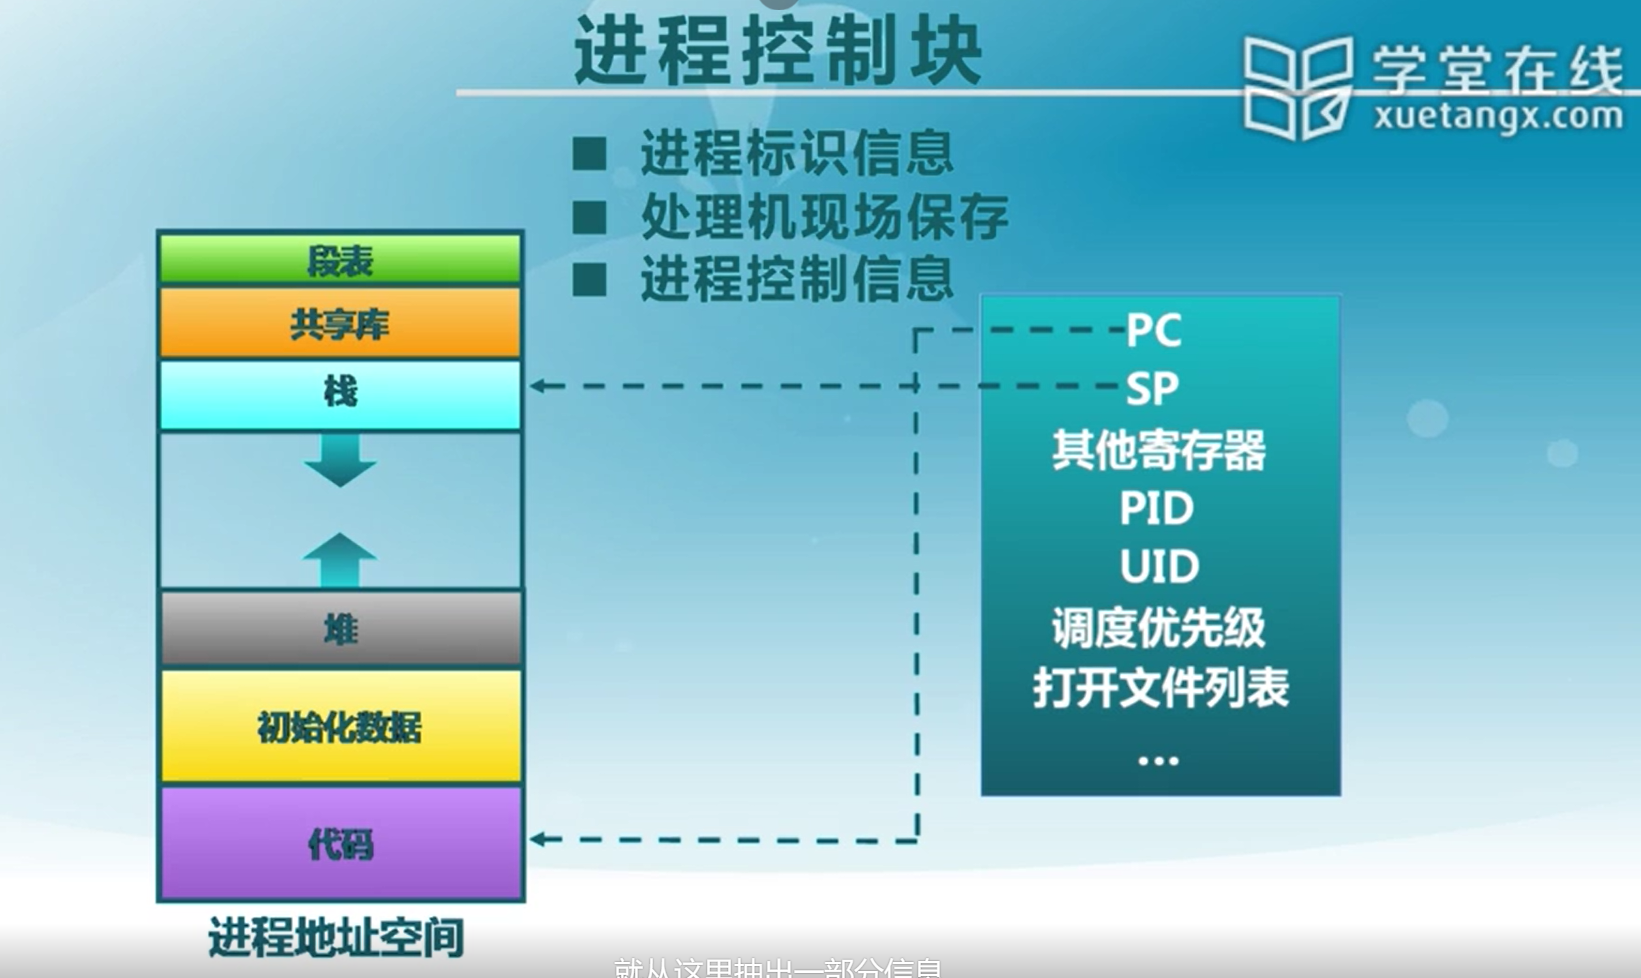 进程控制块
学堂在线
xuetangx.com
■ 进程标识信息
■ 处理机现场保存
■ 进程控制信息
段表
共享库
栈
堆
初始化数据
代码
进程地址空间
PC
SP
其他寄存器
PID
UID
调度优先级
打开文件列表
...
就从这里抽出一部分信息